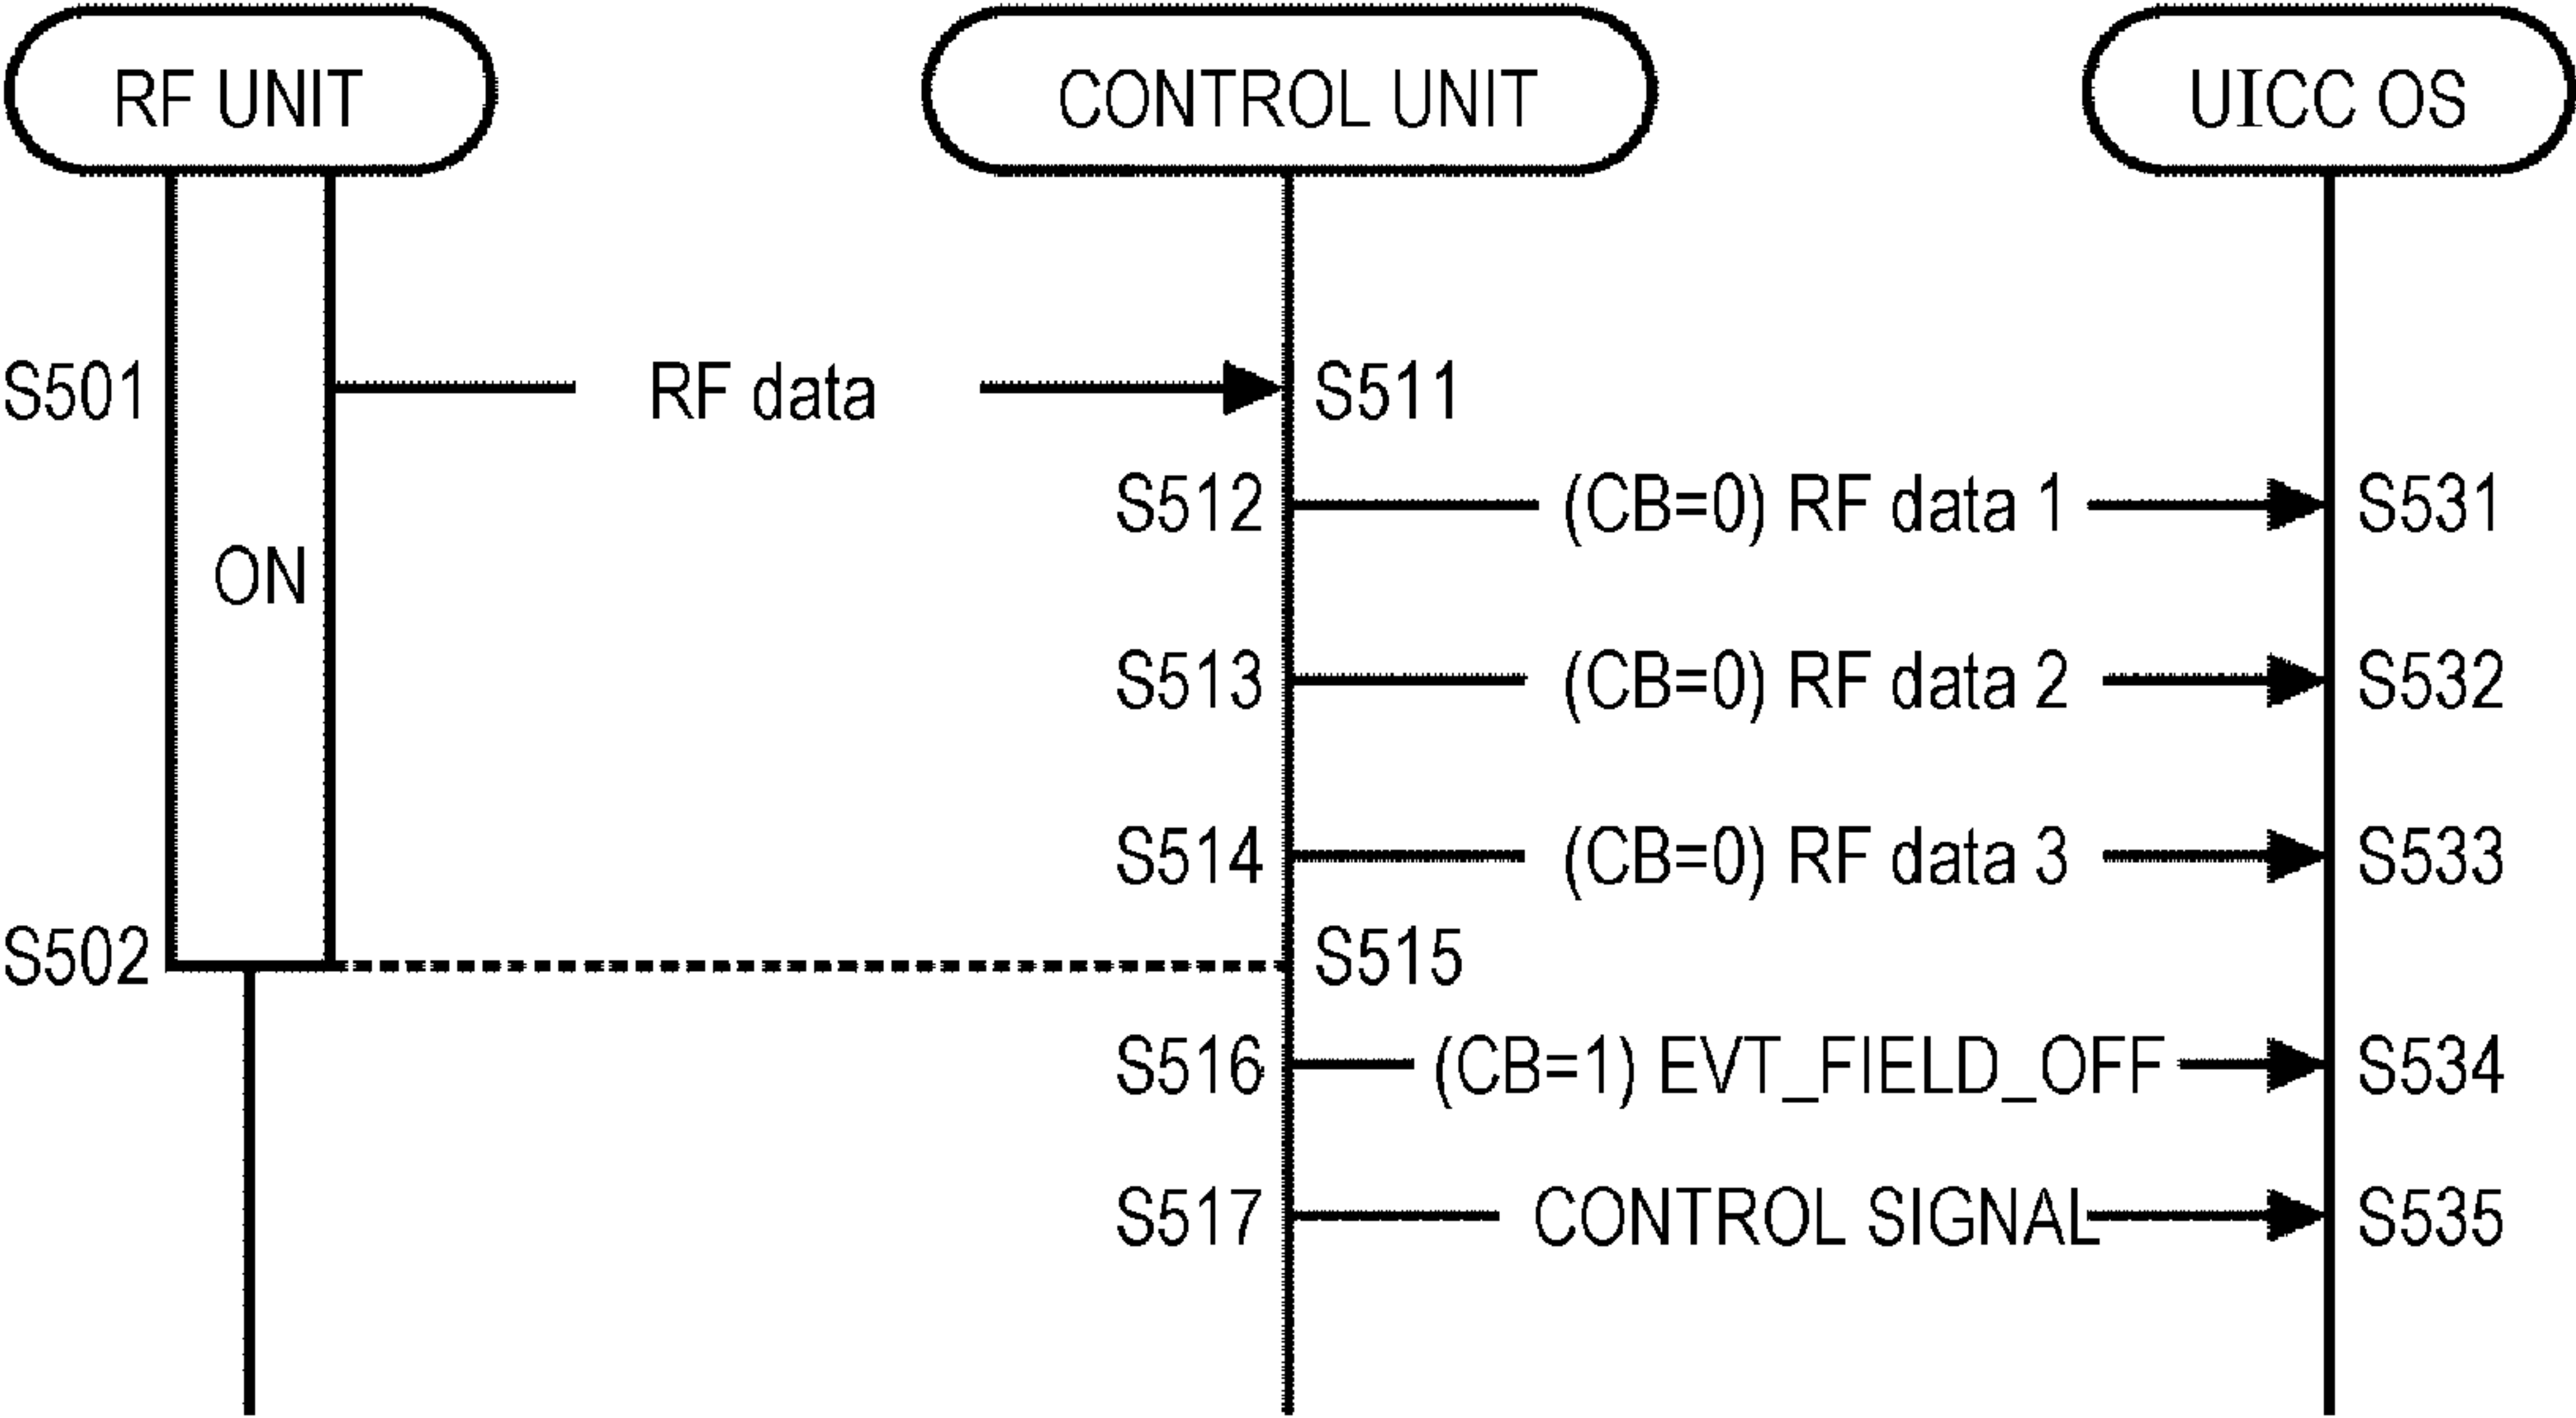 RF UNIT CONTROL UNIT UICC OS
S501 RF data S511
S512 (CB=0) RF data 1 S531
ON
S513 (CB=0) RF data 2 S532
S514 (CB=0) RF data 3 S533
S502 S515
S516 (CB=1) EVT_FIELD_OFF S534
S517 CONTROL SIGNAL S535